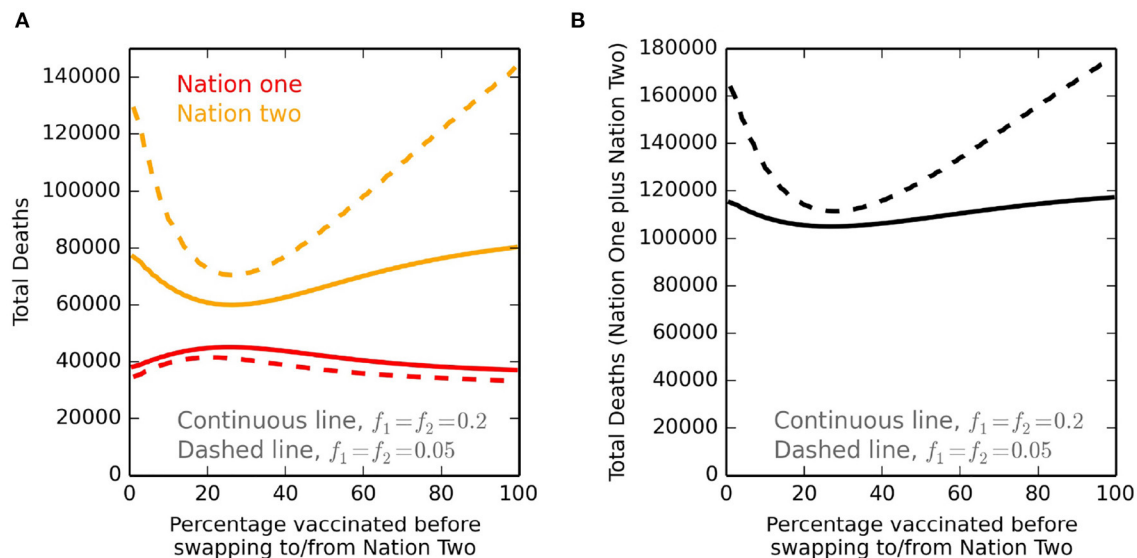 A
B
Total Deaths
140000
120000
100000
80000
60000
40000
20000
0
Nation one
Nation two
Continuous line, f₁=f₂=0.2
Dashed line, f₁=f₂=0.05
0 20 40 60 80 100
Percentage vaccinated before
swapping to/from Nation Two
Total Deaths (Nation One plus Nation Two)
180000
160000
140000
120000
100000
80000
60000
40000
20000
0
Continuous line, f₁=f₂=0.2
Dashed line, f₁=f₂=0.05
0 20 40 60 80 100
Percentage vaccinated before
swapping to/from Nation Two